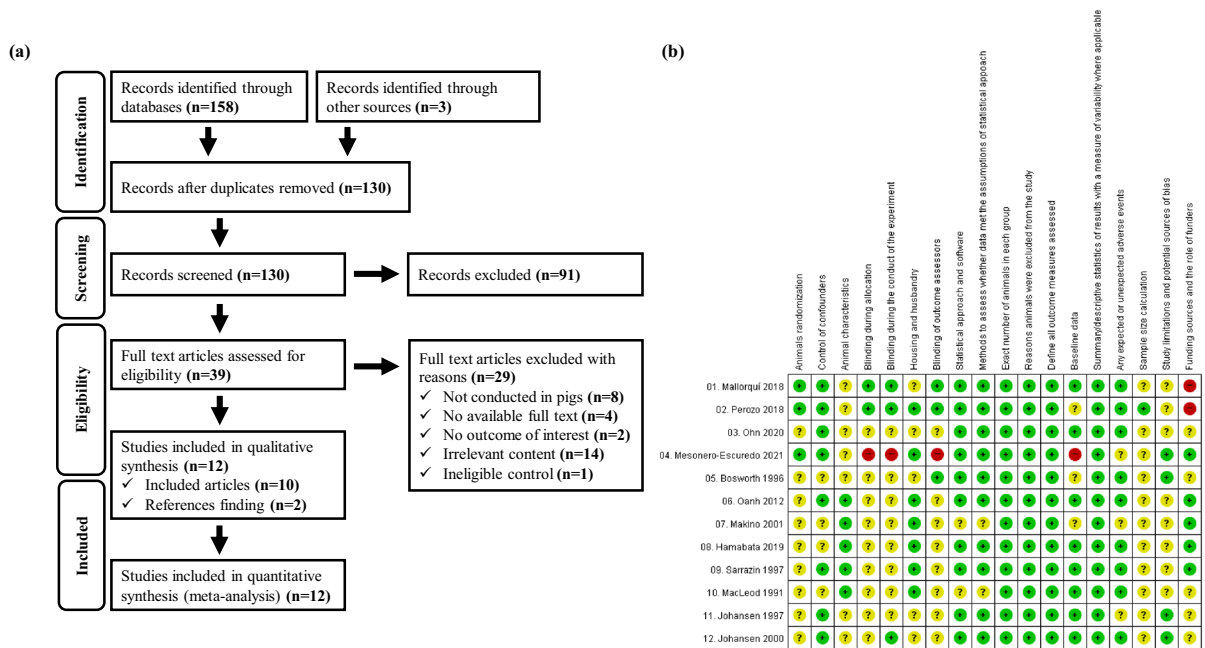 (a)
Identification
Records identified through
databases (n=158)
Records identified through
other sources (n=3)
Records after duplicates removed (n=130)
Screening
Records screened (n=130)
Records excluded (n=91)
Eligibility
Full text articles assessed for
eligibility (n=39)
Full text articles excluded with
reasons (n=29)
✓ Not conducted in pigs (n=8)
✓ No available full text (n=4)
✓ No outcome of interest (n=2)
✓ Irrelevant content (n=14)
✓ Ineligible control (n=1)
Studies included in qualitative
synthesis (n=12)
✓ Included articles (n=10)
✓ References finding (n=2)
Included
Studies included in quantitative
synthesis (meta-analysis) (n=12)
(b)
Animals randomization
Control of confounders
Animal characteristics
Blinding during allocation
Blinding during the conduct of the experiment
Housing and husbandry
Blinding of outcome assessors
Statistical approach and software
Methods to assess whether data met the assumptions of statistical appoach
Exact number of animals in each group
Reasons animals were excluded from the study
Define all outcome measures assessed
Baseline data
Summary/descriptive statistics of results with a measure of variability where applicable
Any expected or unexpected adverse events
Sample size calculation
Study limitations and potential sources of bias
Funding sources and the role of funders
01. Mallorquí 2018
+ + ? + + ? + + + + + + + + + ? ? -
02. Perozo 2018
+ + ? + + + + + + + + + ? + + + ? -
03. Ohn 2020
? + ? ? ? ? ? + + + + + + + + ? ? ?
04. Mesonero-Escuredo 2021
+ + ? - - + - + + + + + - + ? ? + +
05. Bosworth 1996
? ? ? ? ? ? + + + + + + ? + + ? + ?
06. Oanh 2012
? + + ? ? + ? + + + + + + + + ? ? +
07. Makino 2001
? ? + ? ? + ? ? ? + + + ? + ? ? ? +
08. Hamabata 2019
? ? + ? ? + ? + + + + + + + + ? ? +
09. Sarrazin 1997
? + + ? ? + ? + + + + + + + + ? ? +
10. MacLeod 1991
? ? + ? ? + ? ? ? + + + + + + ? ? ?
11. Johansen 1997
? + ? ? ? ? ? + + + + + + + ? ? + ?
12. Johansen 2000
? + ? ? + ? ? + + + + + + + + ? + ?